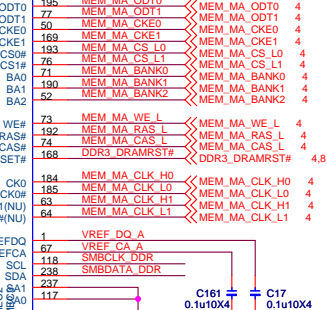 ODT0 195 MEM_MA_ODT0 MEM_MA_ODT0 4
ODT1 77 MEM_MA_ODT1 MEM_MA_ODT1 4
CKE0 50 MEM_MA_CKE0 MEM_MA_CKE0 4
CKE1 169 MEM_MA_CKE1 MEM_MA_CKE1 4
CS0# 193 MEM_MA_CS_L0 MEM_MA_CS_L0 4
CS1# 76 MEM_MA_CS_L1 MEM_MA_CS_L1 4
BA0 71 MEM_MA_BANK0 MEM_MA_BANK0 4
BA1 190 MEM_MA_BANK1 MEM_MA_BANK1 4
BA2 52 MEM_MA_BANK2 MEM_MA_BANK2 4
WE# 73 MEM_MA_WE_L MEM_MA_WE_L 4
RAS# 192 MEM_MA_RAS_L MEM_MA_RAS_L 4
CAS# 74 MEM_MA_CAS_L MEM_MA_CAS_L 4
SET# 168 DDR3_DRAMRST# DDR3_DRAMRST# 4,8
CK0 184 MEM_MA_CLK_H0 MEM_MA_CLK_H0 4
CK0# 185 MEM_MA_CLK_L0 MEM_MA_CLK_L0 4
(NU) 63 MEM_MA_CLK_H1 MEM_MA_CLK_H1 4
#(NU) 64 MEM_MA_CLK_L1 MEM_MA_CLK_L1 4
EFDQ 1 VREF_DQ_A
EFCA 67 VREF_CA_A
SCL 118 SMBCLK_DDR
SDA 238 SMBDATA_DDR
SA1 237
SA0 117
C161 C17
0.1u10X4 0.1u10X4